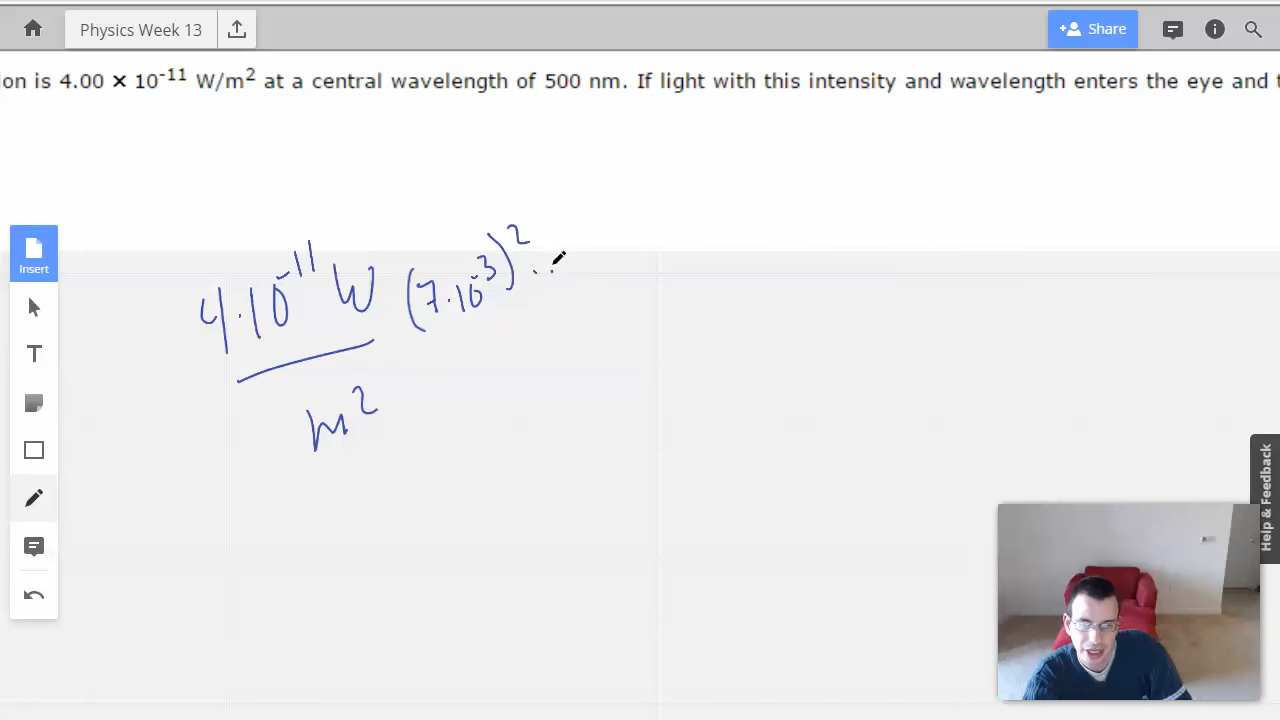 Physics Week 13
Share
ion is 4.00 × 10⁻¹¹ W/m² at a central wavelength of 500 nm. If light with this intensity and wavelength enters the eye and t
Insert
T
4·10⁻¹¹ W (7·10⁻³)² ..
m²
Help & Feedback